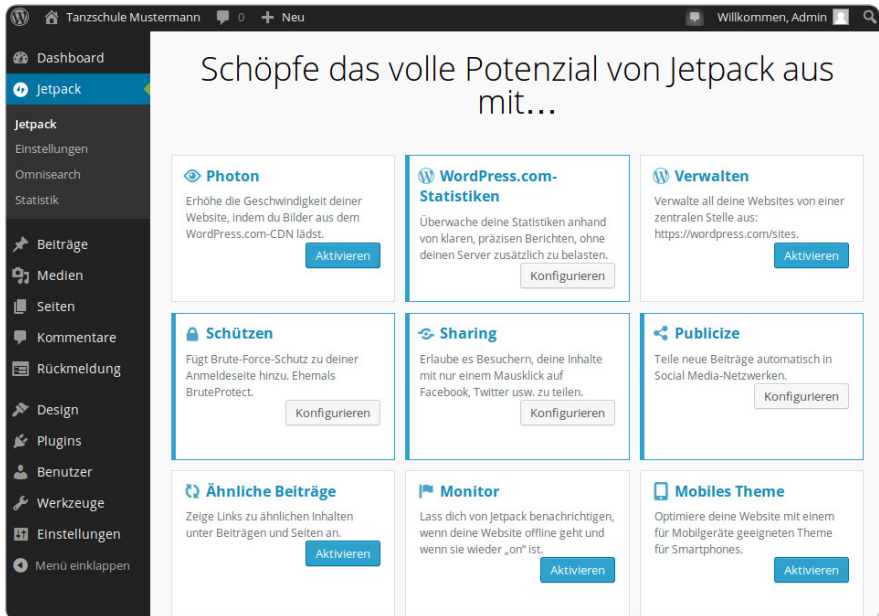 Tanzschule Mustermann 0 Neu Willkommen, Admin
Dashboard
Jetpack
Jetpack
Einstellungen
Omnisearch
Statistik
Beiträge
Medien
Seiten
Kommentare
Rückmeldung
Design
Plugins
Benutzer
Werkzeuge
Einstellungen
Menü einklappen
Schöpfe das volle Potenzial von Jetpack aus
mit...
Photon
Erhöhe die Geschwindigkeit deiner
Website, indem du Bilder aus dem
WordPress.com-CDN lädst.
Aktivieren
WordPress.com-
Statistiken
Überwache deine Statistiken anhand
von klaren, präzisen Berichten, ohne
deinen Server zusätzlich zu belasten.
Konfigurieren
Verwalten
Verwalte all deine Websites von einer
zentralen Stelle aus:
https://wordpress.com/sites.
Aktivieren
Schützen
Fügt Brute-Force-Schutz zu deiner
Anmeldeseite hinzu. Ehemals
BruteProtect.
Konfigurieren
Sharing
Erlaube es Besuchern, deine Inhalte
mit nur einem Mausklick auf
Facebook, Twitter usw. zu teilen.
Konfigurieren
Publicize
Teile neue Beiträge automatisch in
Social Media-Netzwerken.
Konfigurieren
Ähnliche Beiträge
Zeige Links zu ähnlichen Inhalten
unter Beiträgen und Seiten an.
Aktivieren
Monitor
Lass dich von Jetpack benachrichtigen,
wenn deine Website offline geht und
wenn sie wieder „on“ ist.
Aktivieren
Mobiles Theme
Optimiere deine Website mit einem
für Mobilgeräte geeigneten Theme
für Smartphones.
Aktivieren